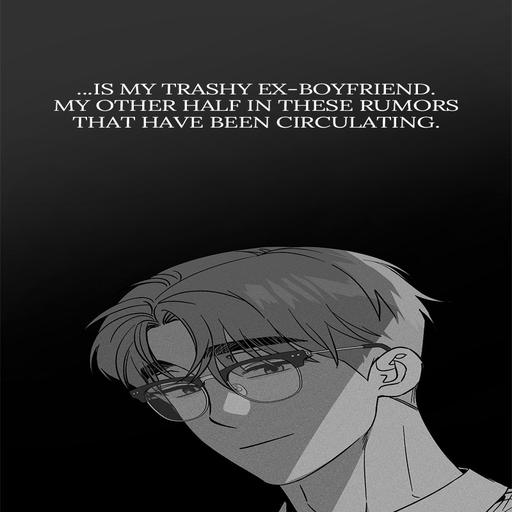 ...IS MY TRASHY EX-BOYFRIEND.
MY OTHER HALF IN THESE RUMORS
THAT HAVE BEEN CIRCULATING.